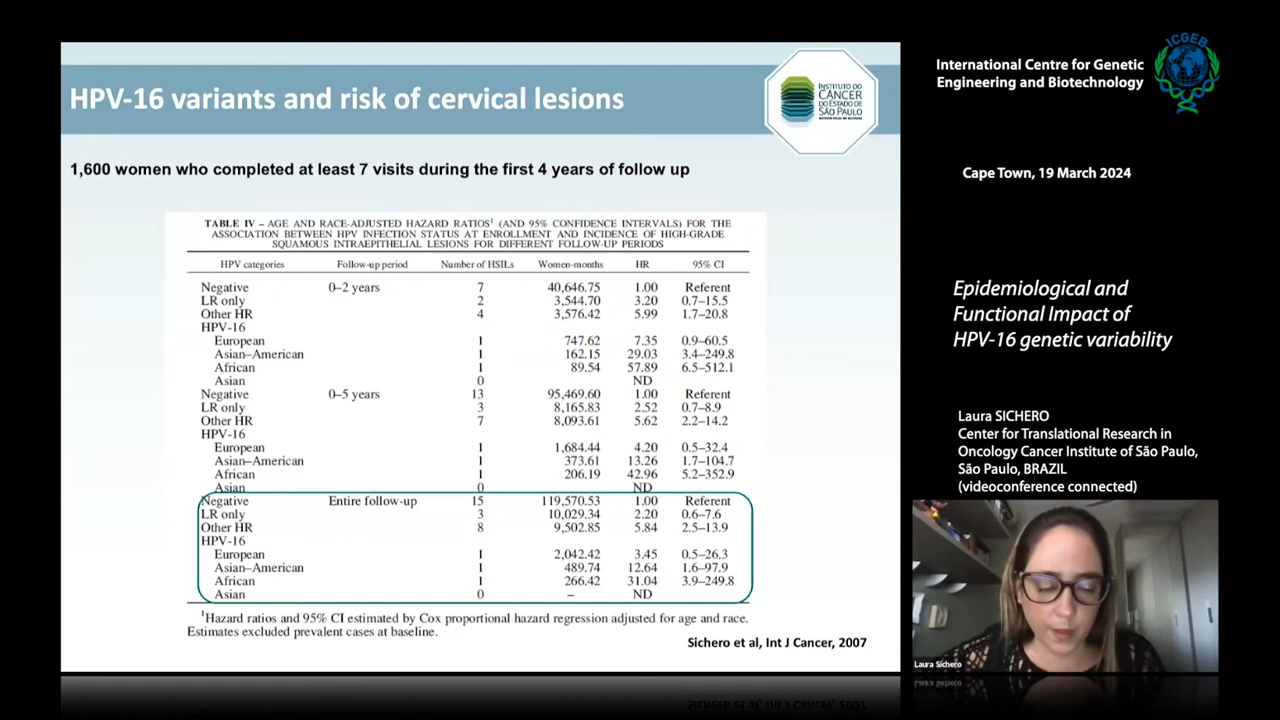 HPV-16 variants and risk of cervical lesions
INSTITUTO DO
CÂNCER
DO ESTADO DE
SÃO PAULO
1,600 women who completed at least 7 visits during the first 4 years of follow up
TABLE IV – AGE AND RACE-ADJUSTED HAZARD RATIOS¹ (AND 95% CONFIDENCE INTERVALS) FOR THE
ASSOCIATION BETWEEN HPV INFECTION STATUS AT ENROLLMENT AND INCIDENCE OF HIGH-GRADE
SQUAMOUS INTRAEPITHELIAL LESIONS FOR DIFFERENT FOLLOW-UP PERIODS
HPV categories Follow-up period Number of HSILs Women-months HR 95% CI
Negative 0–2 years 7 40,646.75 1.00 Referent
LR only 2 3,544.70 3.20 0.7–15.5
Other HR 4 3,576.42 5.99 1.7–20.8
HPV-16
European 1 747.62 7.35 0.9–60.5
Asian–American 1 162.15 29.03 3.4–249.8
African 1 89.54 57.89 6.5–512.1
Asian 0 ND
Negative 0–5 years 13 95,469.60 1.00 Referent
LR only 3 8,165.83 2.52 0.7–8.9
Other HR 7 8,093.61 5.62 2.2–14.2
HPV-16
European 1 1,684.44 4.20 0.5–32.4
Asian–American 1 373.61 13.26 1.7–104.7
African 1 206.19 42.96 5.2–352.9
Asian 0 ND
Negative Entire follow-up 15 119,570.53 1.00 Referent
LR only 3 10,029.34 2.20 0.6–7.6
Other HR 8 9,502.85 5.84 2.5–13.9
HPV-16
European 1 2,042.42 3.45 0.5–26.3
Asian–American 1 489.74 12.64 1.6–97.9
African 1 266.42 31.04 3.9–249.8
Asian 0 – ND
¹Hazard ratios and 95% CI estimated by Cox proportional hazard regression adjusted for age and race.
Estimates excluded prevalent cases at baseline.
Sichero et al, Int J Cancer, 2007
International Centre for Genetic
Engineering and Biotechnology
ICGEB
Cape Town, 19 March 2024
Epidemiological and
Functional Impact of
HPV-16 genetic variability
Laura SICHERO
Center for Translational Research in
Oncology Cancer Institute of São Paulo,
São Paulo, BRAZIL
(videoconference connected)
Laura Sichero